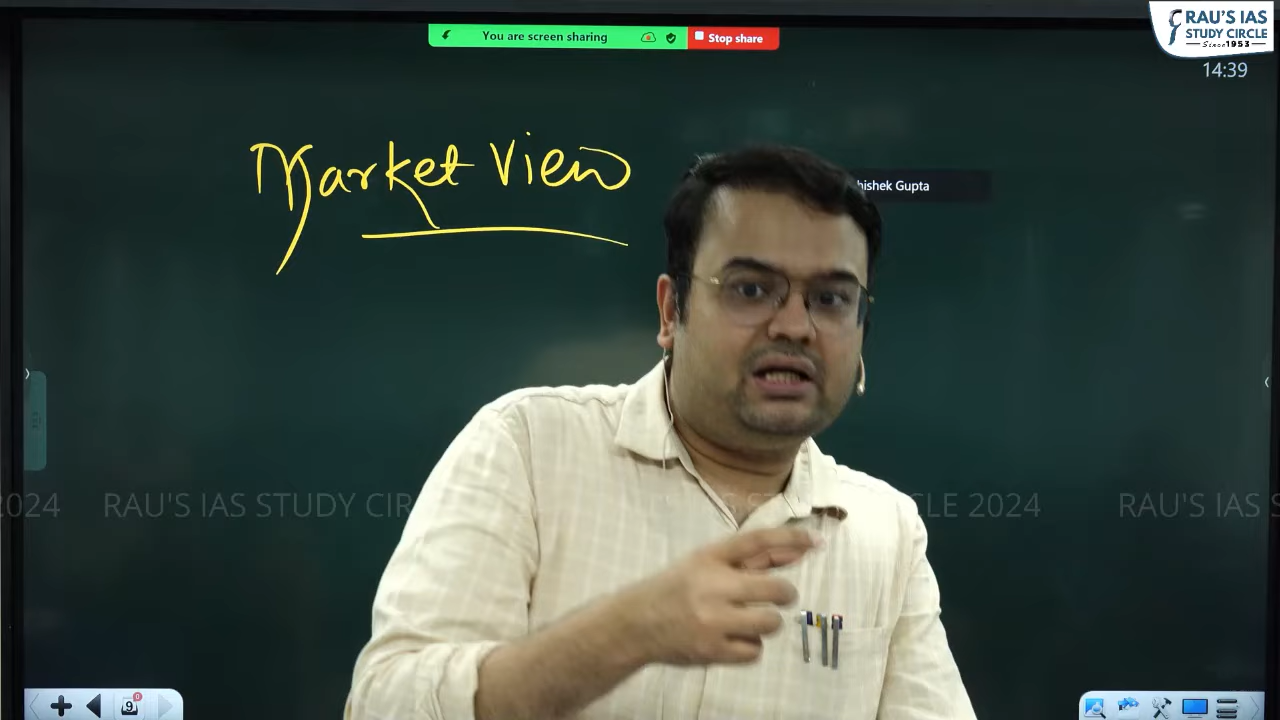 RAU'S IAS
STUDY CIRCLE
Since 1953
You are screen sharing
Stop share
14:39
Market View
hishek Gupta
2024 RAU'S IAS STUDY CIR CLE 2024 RAU'S IAS S
9